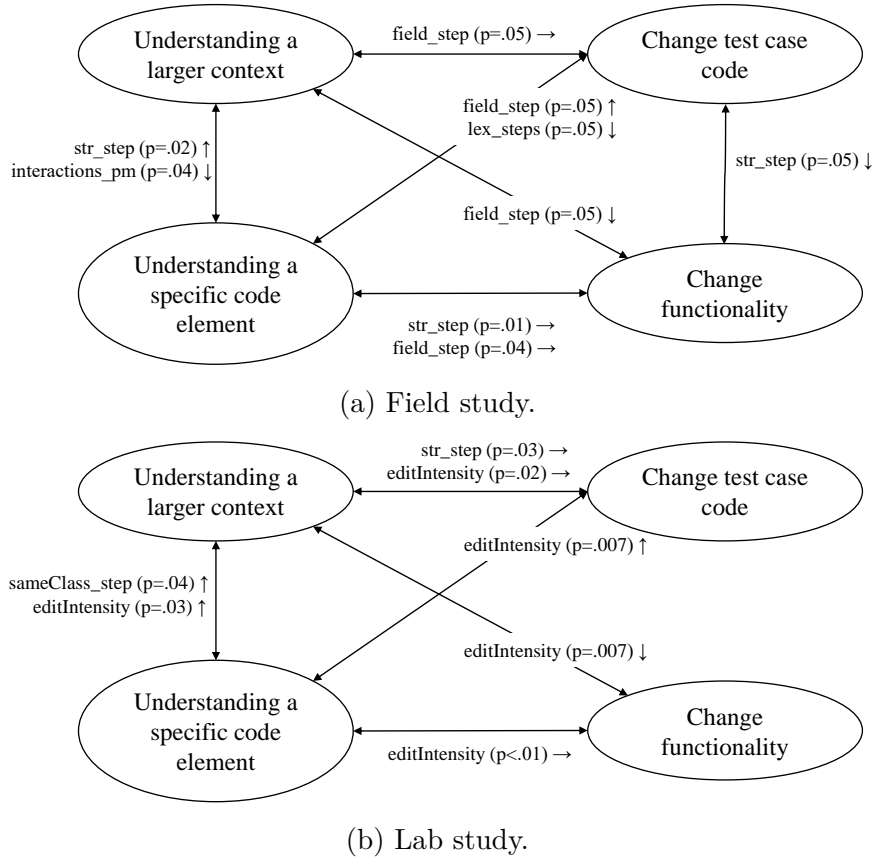 Understanding a
larger context
field_step (p=.05) →
Change test case
code
field_step (p=.05) ↑
lex_steps (p=.05) ↓
str_step (p=.02) ↑
interactions_pm (p=.04) ↓
str_step (p=.05) ↓
field_step (p=.05) ↓
Understanding a
specific code
element
Change
functionality
str_step (p=.01) →
field_step (p=.04) →
(a) Field study.
Understanding a
larger context
str_step (p=.03) →
editIntensity (p=.02) →
Change test case
code
editIntensity (p=.007) ↑
sameClass_step (p=.04) ↑
editIntensity (p=.03) ↑
editIntensity (p=.007) ↓
Understanding a
specific code
element
Change
functionality
editIntensity (p<.01) →
(b) Lab study.